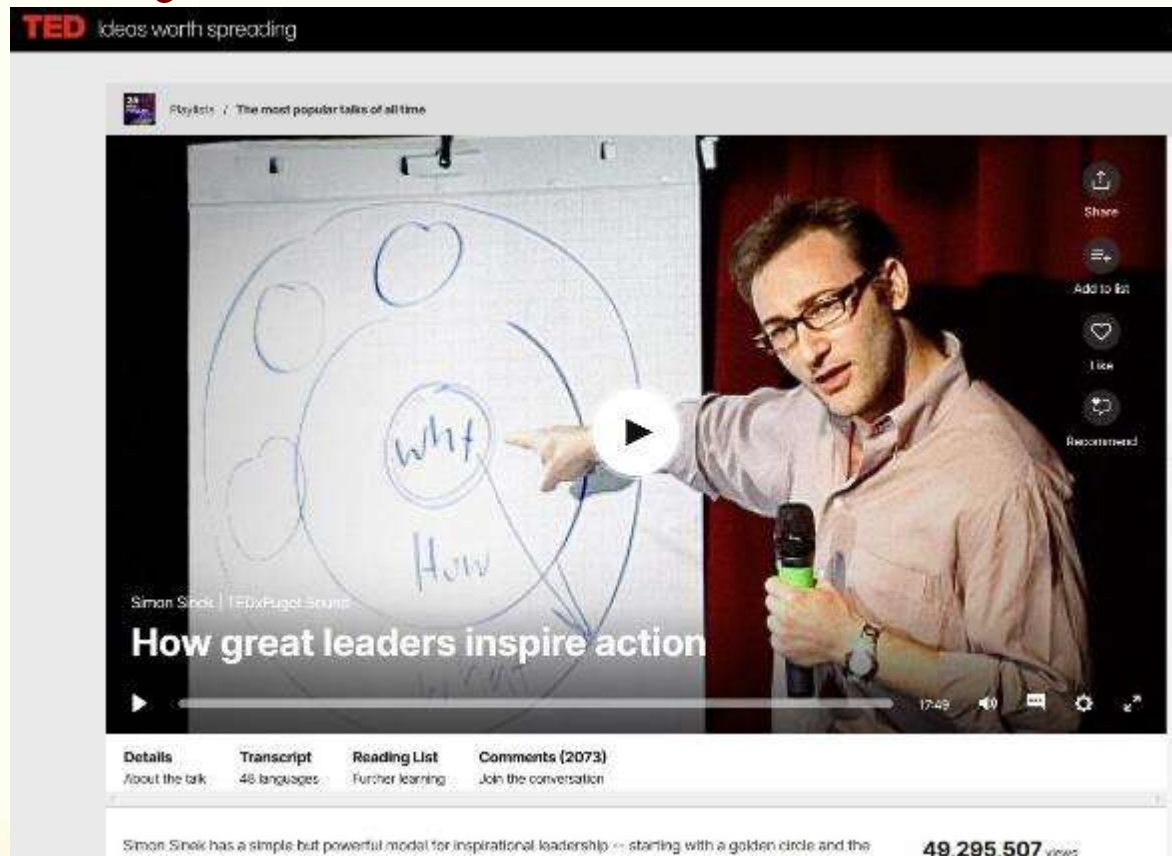 TED Ideas worth spreading
Playlists / The most popular talks of all time
Share
Add to list
Like
Recommend
Why
How
What
Simon Sinek | TEDxPuget Sound
How great leaders inspire action
17:49
Details
About the talk
Transcript
48 languages
Reading List
Further learning
Comments (2073)
Join the conversation
Simon Sinek has a simple but powerful model for inspirational leadership -- starting with a golden circle and the
49,295,507 views